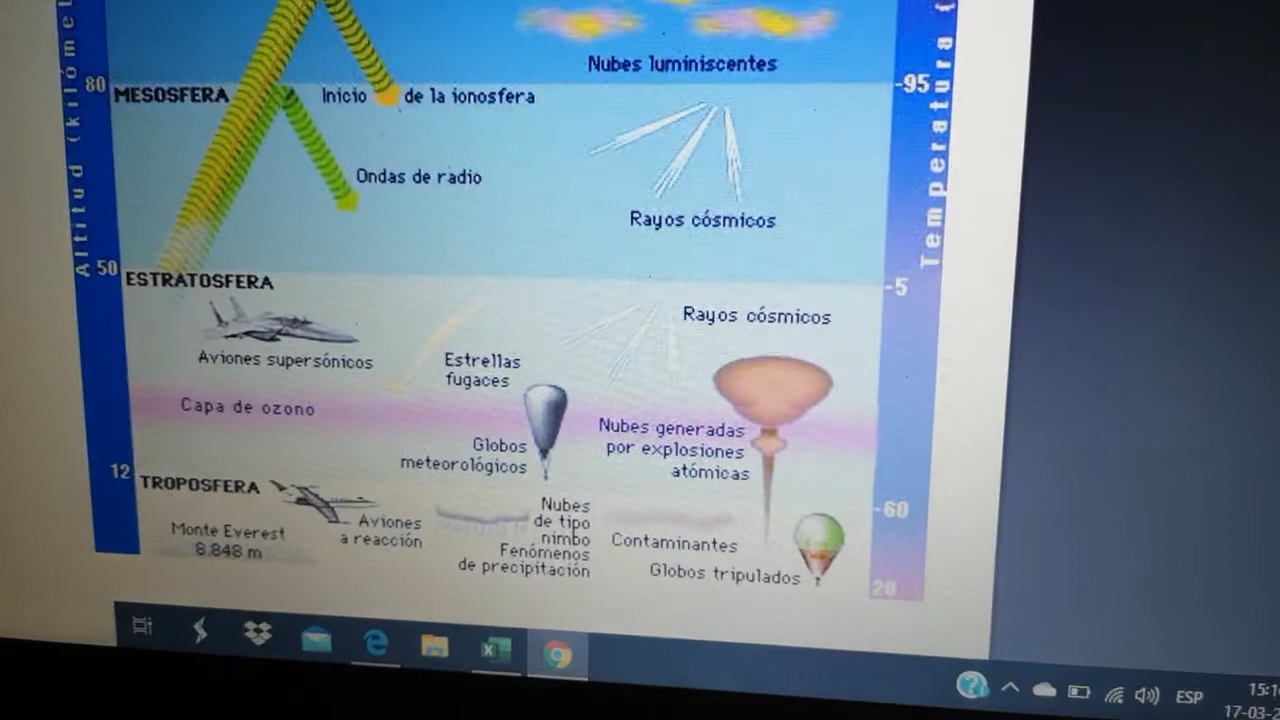 Altitud (kilómet
Temperatura (
Nubes luminiscentes
80
MESOSFERA
Inicio de la ionosfera
-95
Ondas de radio
Rayos cósmicos
50
ESTRATOSFERA
-5
Rayos cósmicos
Aviones supersónicos
Estrellas
fugaces
Capa de ozono
Nubes generadas
por explosiones
atómicas
Globos
meteorológicos
12
TROPOSFERA
-60
Monte Everest
8.848 m
Aviones
a reacción
Nubes
de tipo
nimbo
Fenómenos
de precipitación
Contaminantes
Globos tripulados
20
ESP
15:1
17-03-2